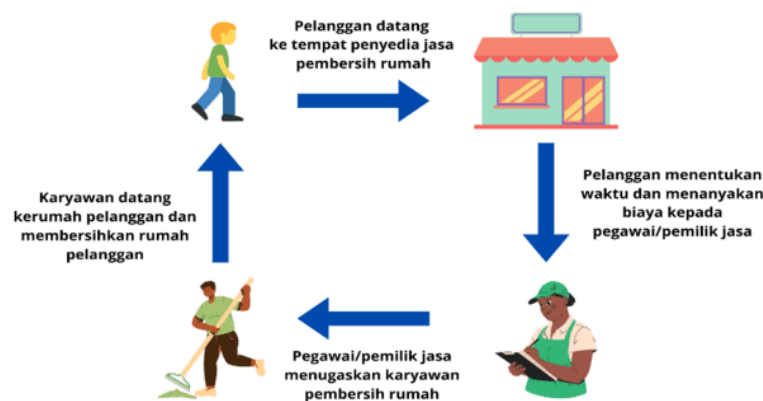 Pelanggan datang
ke tempat penyedia jasa
pembersih rumah
Pelanggan menentukan
waktu dan menanyakan
biaya kepada
pegawai/pemilik jasa
Pegawai/pemilik jasa
menugaskan karyawan
pembersih rumah
Karyawan datang
kerumah pelanggan dan
membersihkan rumah
pelanggan